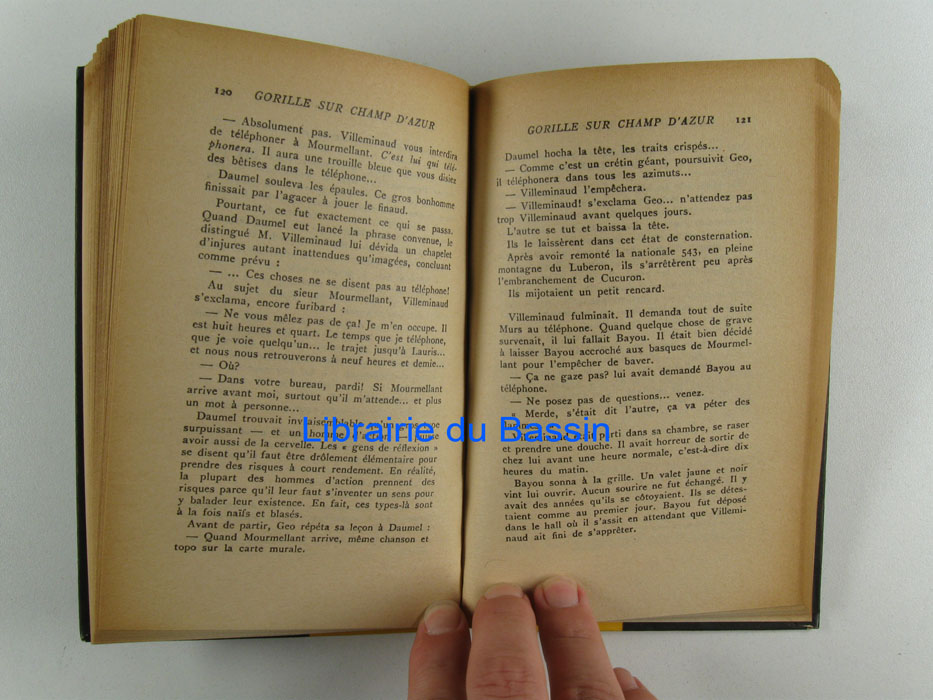 120 GORILLE SUR CHAMP D'AZUR
— Absolument pas. Villeminaud vous interdira
de téléphoner à Mourmellant. C'est lui qui télé-
phonera. Il aura une trouille bleue que vous disiez
des bêtises dans le téléphone...
Daumel souleva les épaules. Ce gros bonhomme
finissait par l'agacer à jouer le finaud.
Pourtant, ce fut exactement ce qui se passa.
Quand Daumel eut lancé la phrase convenue, le
distingué M. Villeminaud lui dévida un chapelet
d'injures autant inattendues qu'imagées, concluant
comme prévu :
— ... Ces choses ne se disent pas au téléphone!
Au sujet du sieur Mourmellant, Villeminaud
s'exclama, encore furibard :
— Ne vous mêlez pas de ça! Je m'en occupe. Il
est huit heures et quart. Le temps que je téléphone,
que je voie quelqu'un... le trajet jusqu'à Lauris...
et nous nous retrouverons à neuf heures et demie...
— Où?
— Dans votre bureau, pardi! Si Mourmellant
arrive avant moi, surtout qu'il m'attende... et plus
un mot à personne...
Daumel trouvait invraisemblable qu'un
surpuissant — et un homme d'action
avoir aussi de la cervelle. Les « gens de réflexion »
se disent qu'il faut être drôlement élémentaire pour
prendre des risques à court rendement. En réalité,
la plupart des hommes d'action prennent des
risques parce qu'il leur faut s'inventer un sens pour
y balader leur existence. En fait, ces types-là sont
à la fois naïfs et blasés.
Avant de partir, Geo répéta sa leçon à Daumel :
— Quand Mourmellant arrive, même chanson et
topo sur la carte murale.
GORILLE SUR CHAMP D'AZUR 121
Daumel hocha la tête, les traits crispés...
— Comme c'est un crétin géant, poursuivit Geo,
il téléphonera dans tous les azimuts...
— Villeminaud l'empêchera.
— Villeminaud! s'exclama Geo... n'attendez pas
trop Villeminaud avant quelques jours.
L'autre se tut et baissa la tête.
Ils le laissèrent dans cet état de consternation.
Après avoir remonté la nationale 543, en pleine
montagne du Luberon, ils s'arrêtèrent peu après
l'embranchement de Cucuron.
Ils mijotaient un petit rencard.
Villeminaud fulminait. Il demanda tout de suite
Murs au téléphone. Quand quelque chose de grave
survenait, il lui fallait Bayou. Il était bien décidé
à laisser Bayou accroché aux basques de Mourmel-
lant pour l'empêcher de baver.
— Ça ne gaze pas? lui avait demandé Bayou au
téléphone.
— Ne posez pas de questions... venez.
« Merde, s'était dit l'autre, ça va péter des
Villeminaud était parti dans sa chambre, se raser
et prendre une douche. Il avait horreur de sortir de
chez lui avant une heure normale, c'est-à-dire dix
heures du matin.
Bayou sonna à la grille. Un valet jaune et noir
vint lui ouvrir. Aucun sourire ne fut échangé. Il y
avait des années qu'ils se côtoyaient. Ils se détes-
taient comme au premier jour. Bayou fut déposé
dans le hall où il s'assit en attendant que Villemi-
naud ait fini de s'apprêter.
Librairie du Bassin